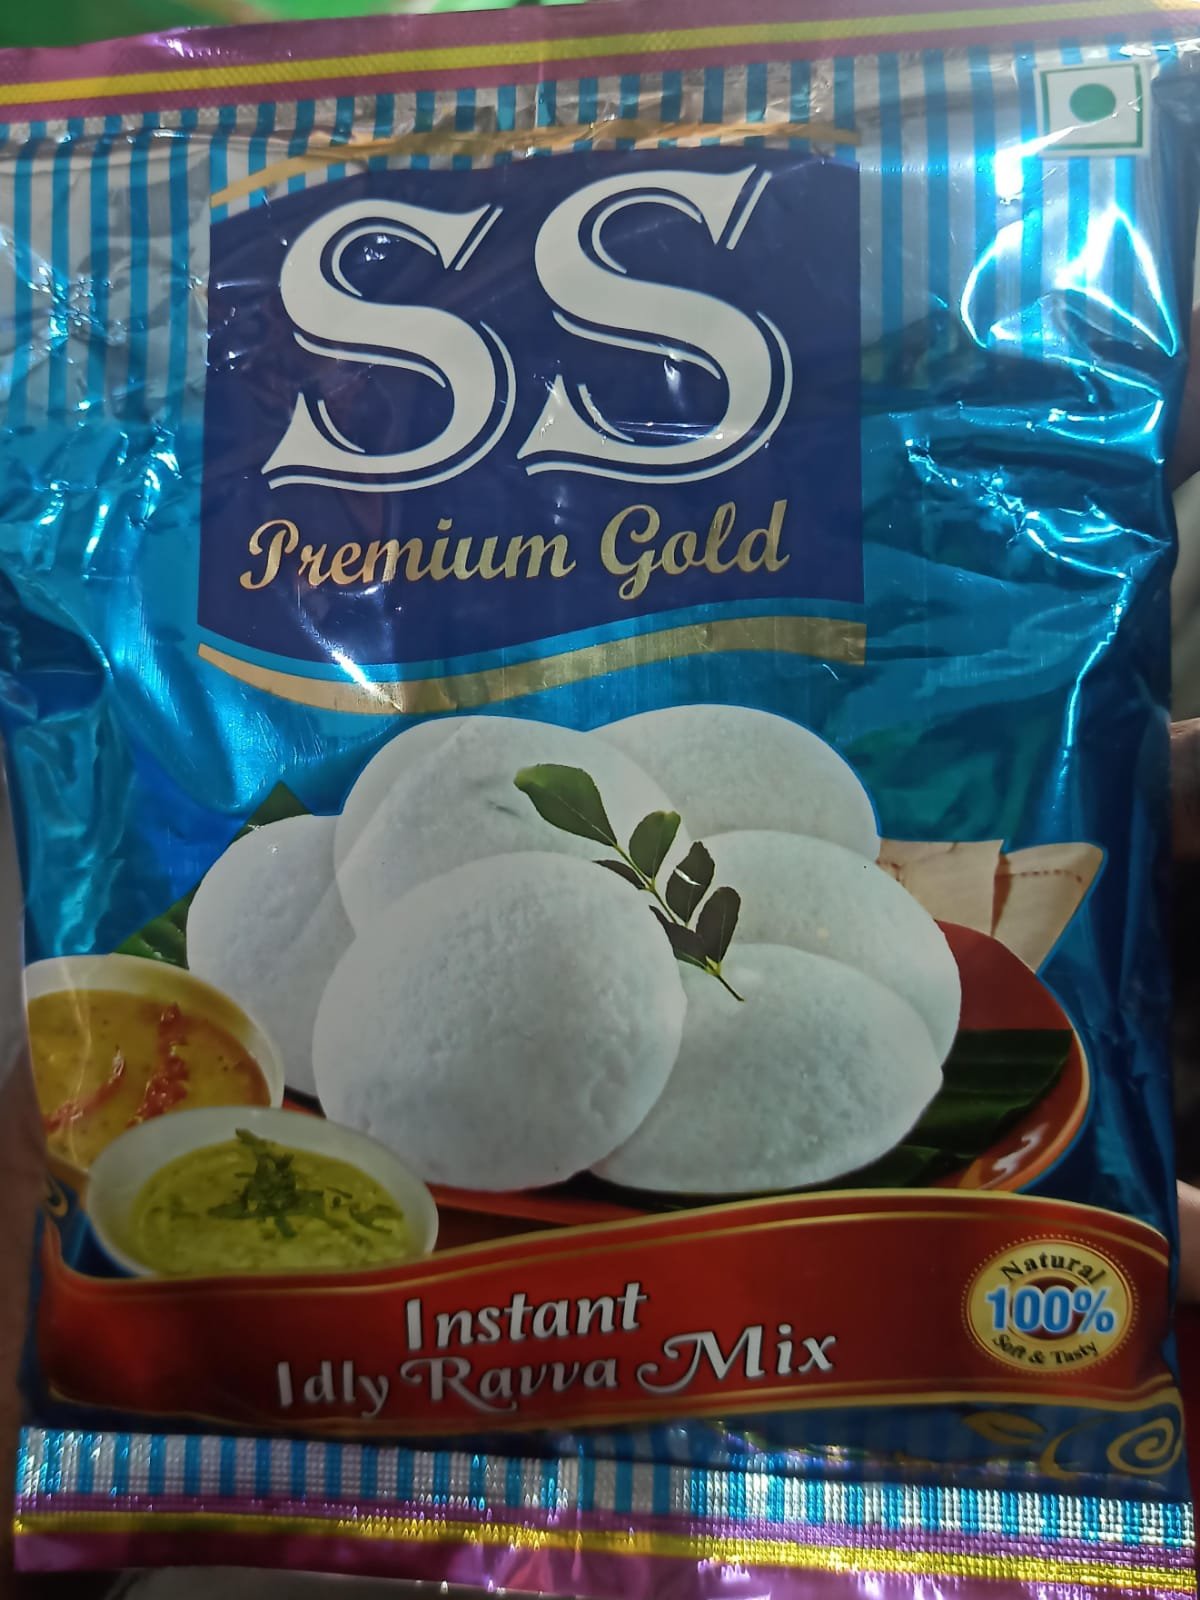 SS
Premium Gold
Instant
Idly Ravva Mix
Natural
100%
Soft & Tasty